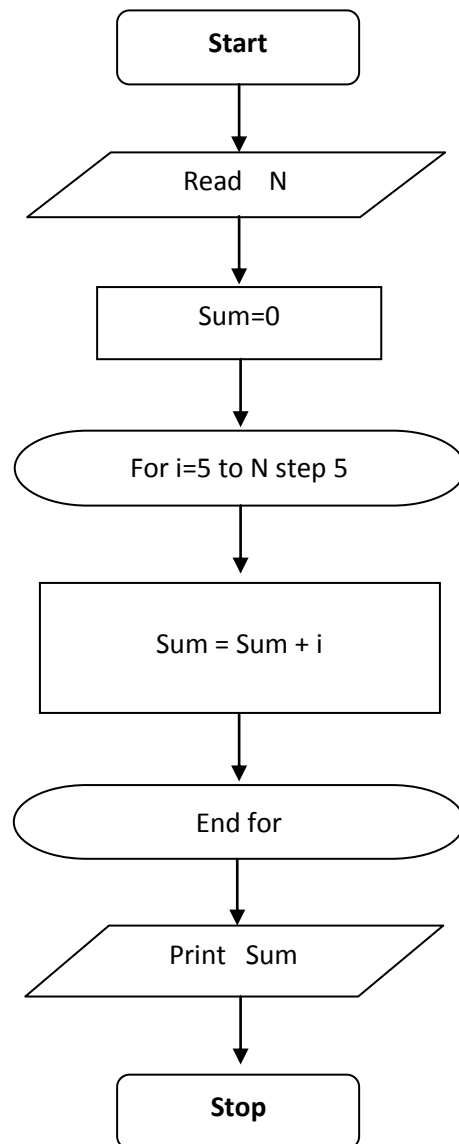 Start
Read N
Sum=0
For i=5 to N step 5
Sum = Sum + i
End for
Print Sum
Stop